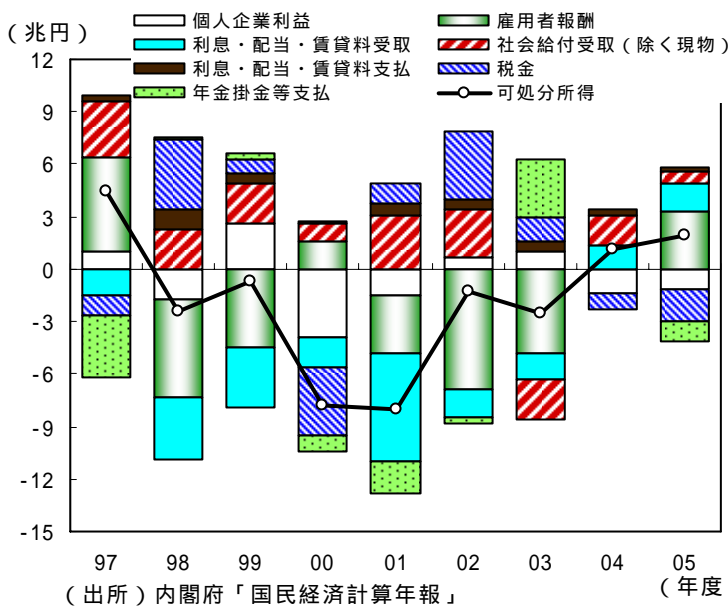 (兆円)
個人企業利益 雇用者報酬
利息・配当・賃貸料受取 社会給付受取(除く現物)
利息・配当・賃貸料支払 税金
年金掛金等支払 可処分所得
12
9
6
3
0
-3
-6
-9
-12
-15
97 98 99 00 01 02 03 04 05
(出所)内閣府「国民経済計算年報」 (年度